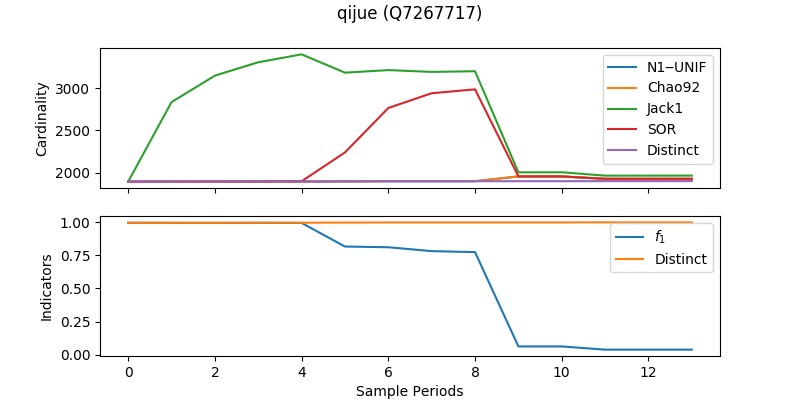 qijue (Q7267717)
Cardinality
3000
2500
2000
N1−UNIF
Chao92
Jack1
SOR
Distinct
Indicators
1.00
0.75
0.50
0.25
0.00
f1
Distinct
0 2 4 6 8 10 12
Sample Periods